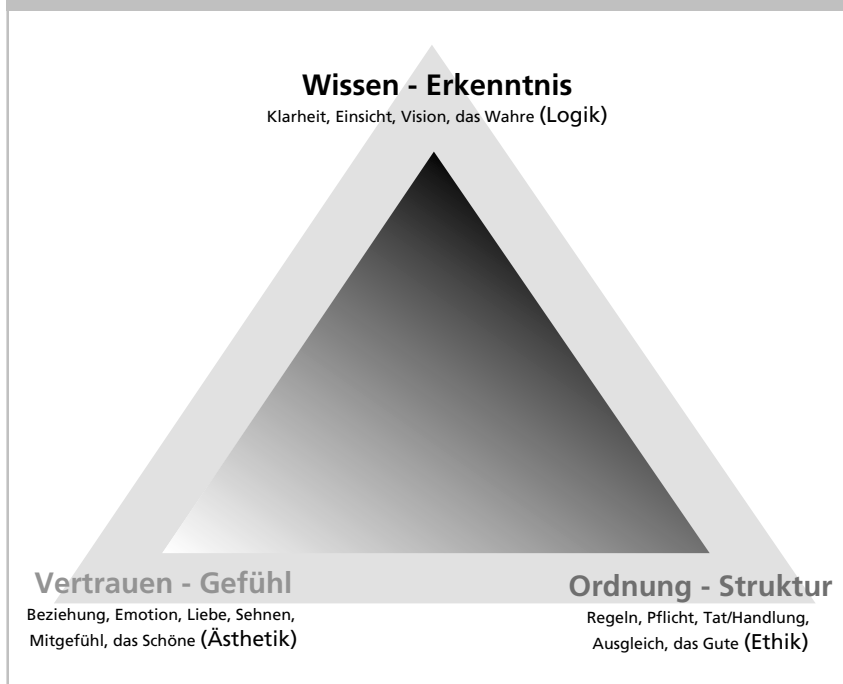 Wissen - Erkenntnis
Klarheit, Einsicht, Vision, das Wahre (Logik)
Vertrauen - Gefühl
Beziehung, Emotion, Liebe, Sehnen,
Mitgefühl, das Schöne (Ästhetik)
Ordnung - Struktur
Regeln, Pflicht, Tat/Handlung,
Ausgleich, das Gute (Ethik)